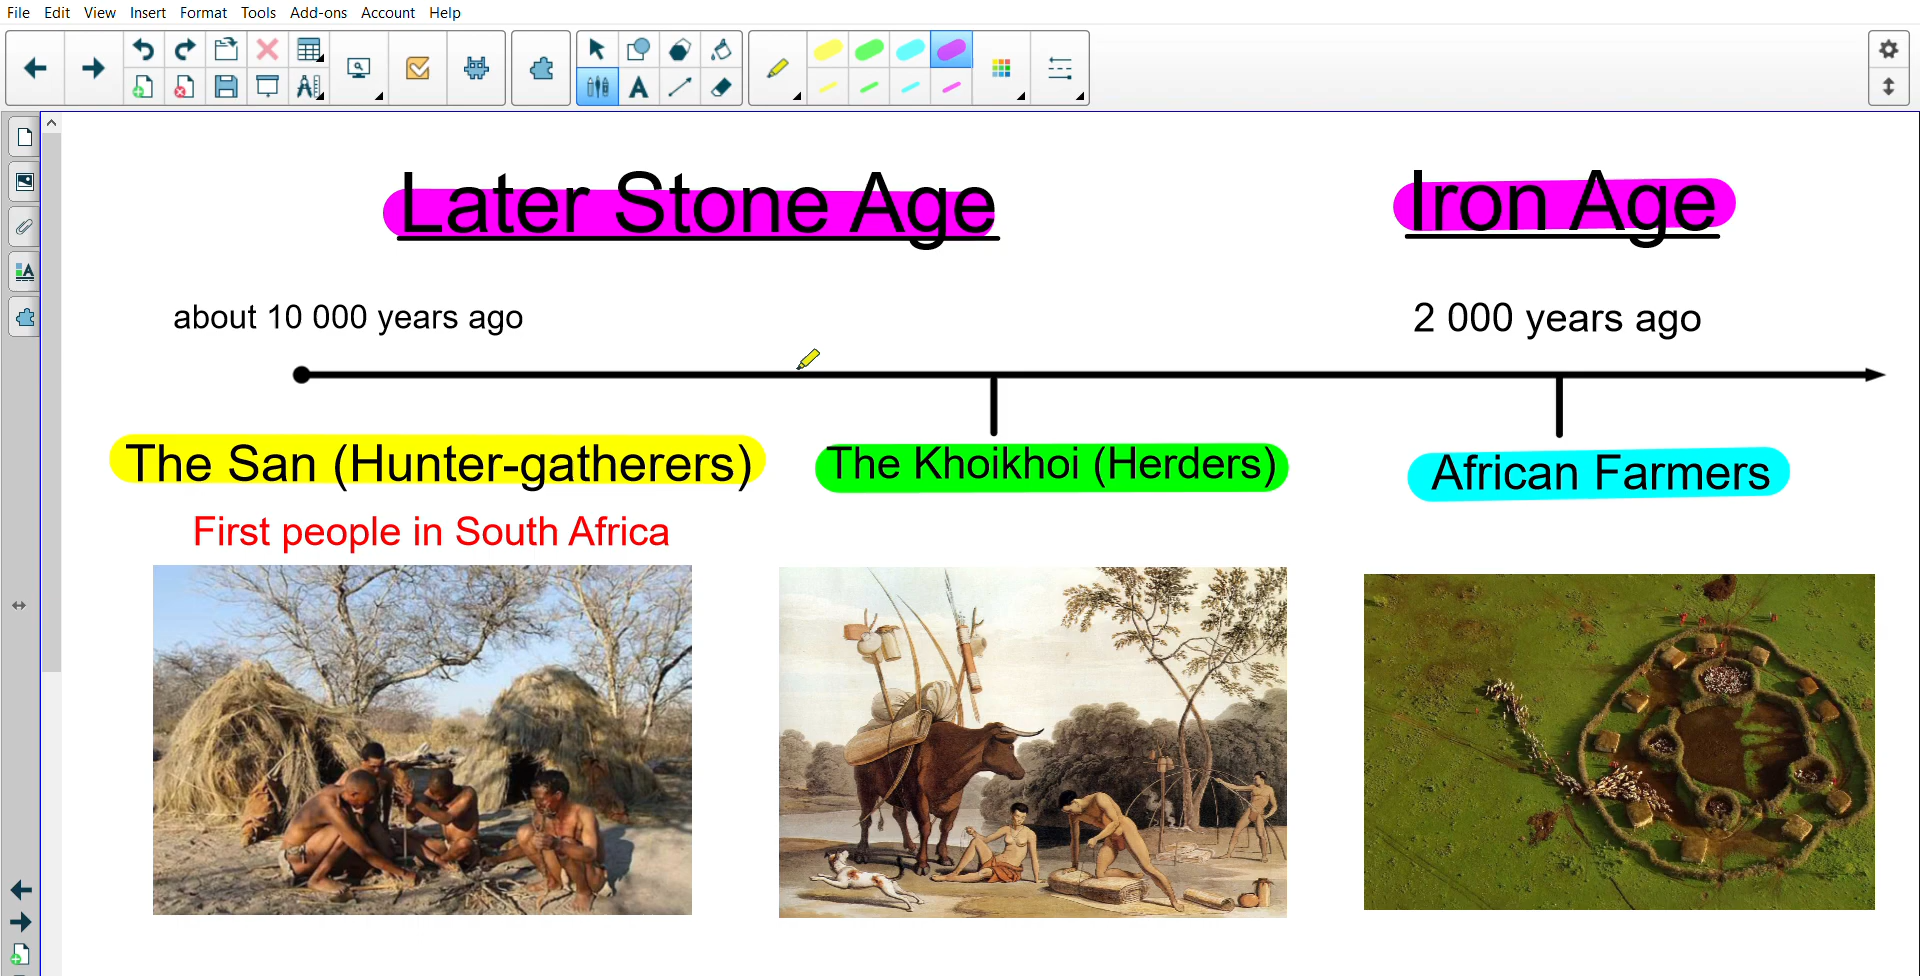 File Edit View Insert Format Tools Add-ons Account Help
Later Stone Age
Iron Age
about 10 000 years ago
2 000 years ago
The San (Hunter-gatherers)
The Khoikhoi (Herders)
African Farmers
First people in South Africa